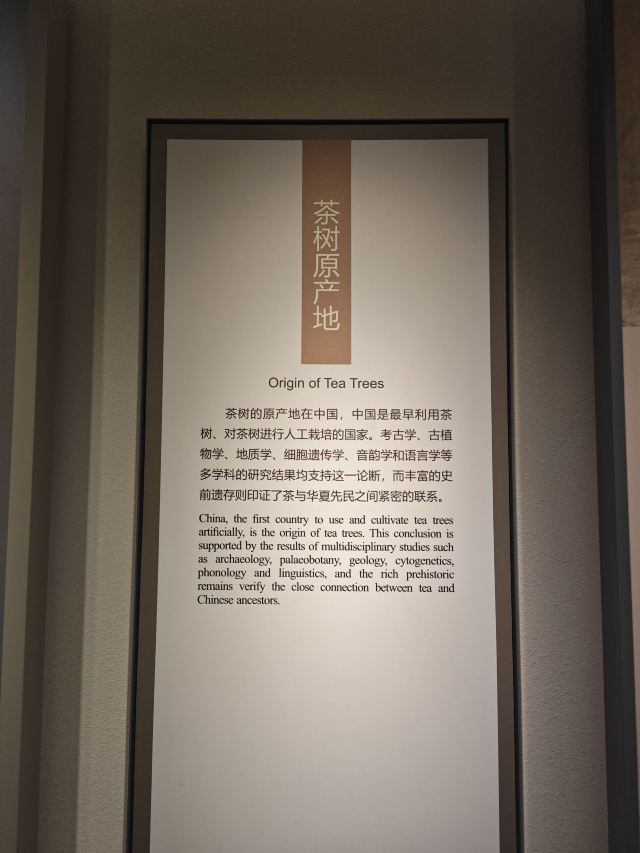 茶树原产地
Origin of Tea Trees
茶树的原产地在中国，中国是最早利用茶
树、对茶树进行人工栽培的国家。考古学、古植
物学、地质学、细胞遗传学、音韵学和语言学等
多学科的研究结果均支持这一论断，而丰富的史
前遗存则印证了茶与华夏先民之间紧密的联系。
China, the first country to use and cultivate tea trees
artificially, is the origin of tea trees. This conclusion is
supported by the results of multidisciplinary studies such
as archaeology, palaeobotany, geology, cytogenetics,
phonology and linguistics, and the rich prehistoric
remains verify the close connection between tea and
Chinese ancestors.